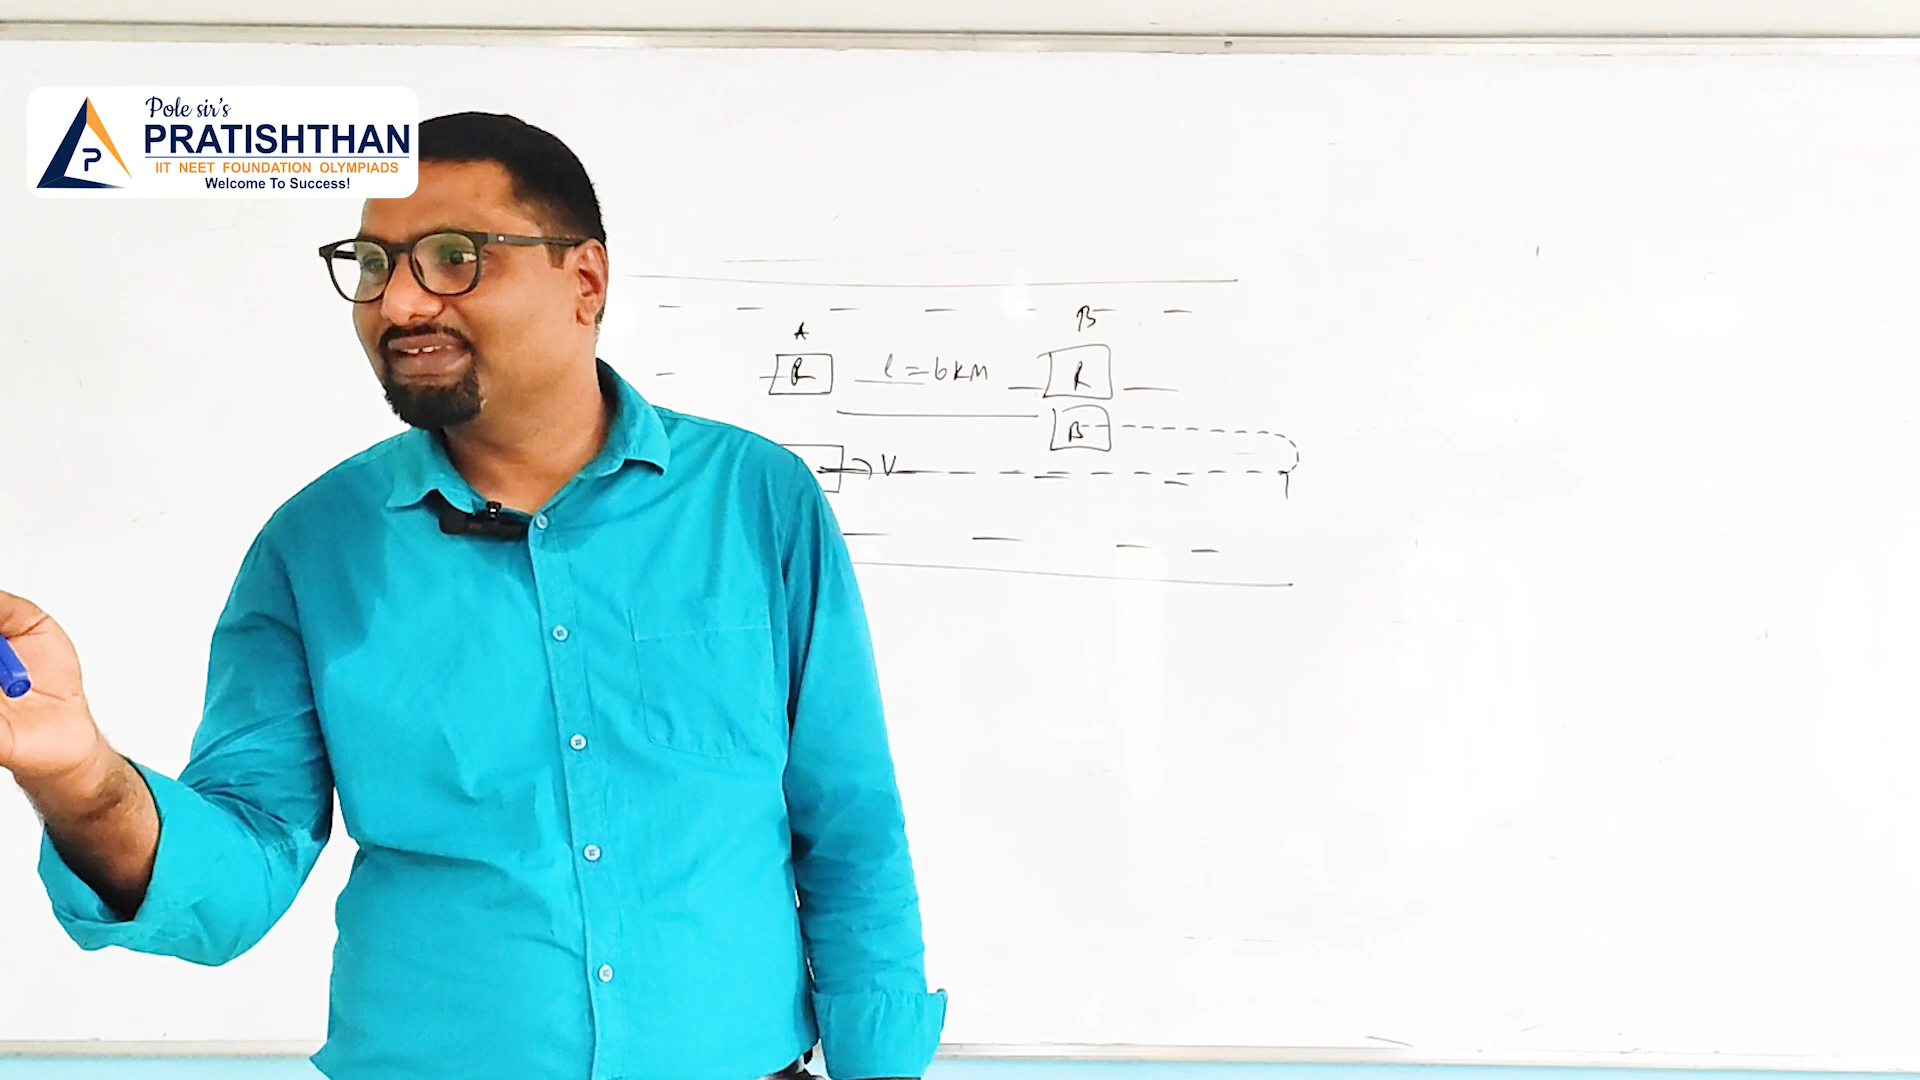 Pole sir's
PRATISHTHAN
IIT NEET FOUNDATION OLYMPIADS
Welcome To Success!
P
A
B
R
l = 6 KM
R
B
V